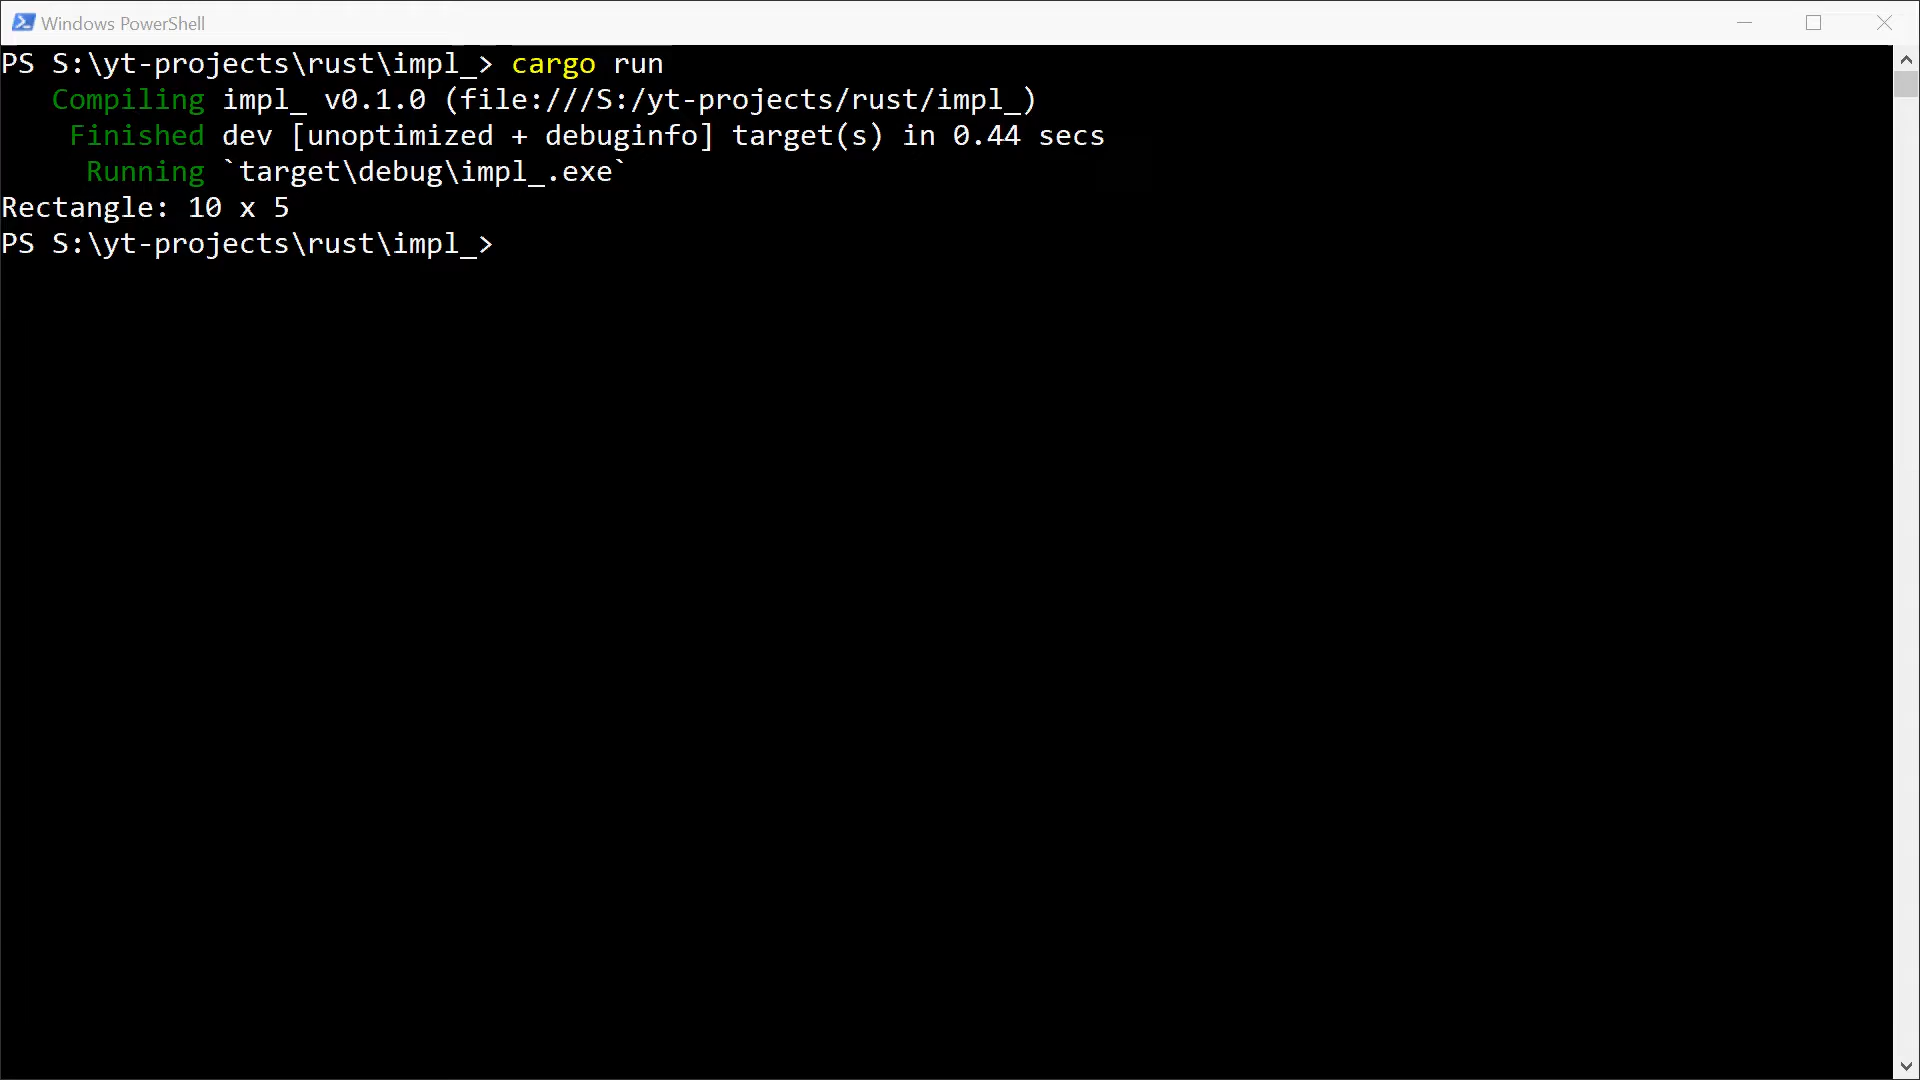 Windows PowerShell
PS S:\yt-projects\rust\impl_> cargo run
   Compiling impl_ v0.1.0 (file:///S:/yt-projects/rust/impl_)
    Finished dev [unoptimized + debuginfo] target(s) in 0.44 secs
     Running `target\debug\impl_.exe`
Rectangle: 10 x 5
PS S:\yt-projects\rust\impl_>